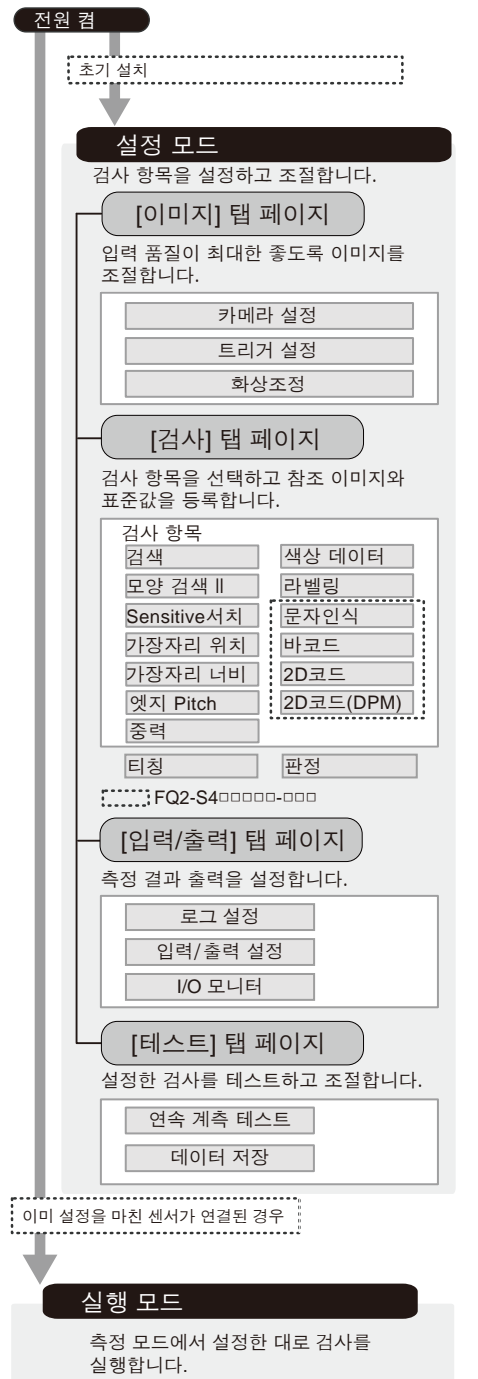 전원 켬
초기 설치
설정 모드
검사 항목을 설정하고 조절합니다.
[이미지] 탭 페이지
입력 품질이 최대한 좋도록 이미지를
조절합니다.
카메라 설정
트리거 설정
화상조정
[검사] 탭 페이지
검사 항목을 선택하고 참조 이미지와
표준값을 등록합니다.
검사 항목
검색
모양 검색 II
Sensitive서치
가장자리 위치
가장자리 너비
엣지 Pitch
중력
색상 데이터
라벨링
문자인식
바코드
2D코드
2D코드(DPM)
티칭
판정
FQ2-S4□□□□□-□□□
[입력/출력] 탭 페이지
측정 결과 출력을 설정합니다.
로그 설정
입력/출력 설정
I/O 모니터
[테스트] 탭 페이지
설정한 검사를 테스트하고 조절합니다.
연속 계측 테스트
데이터 저장
이미 설정을 마친 센서가 연결된 경우
실행 모드
측정 모드에서 설정한 대로 검사를
실행합니다.